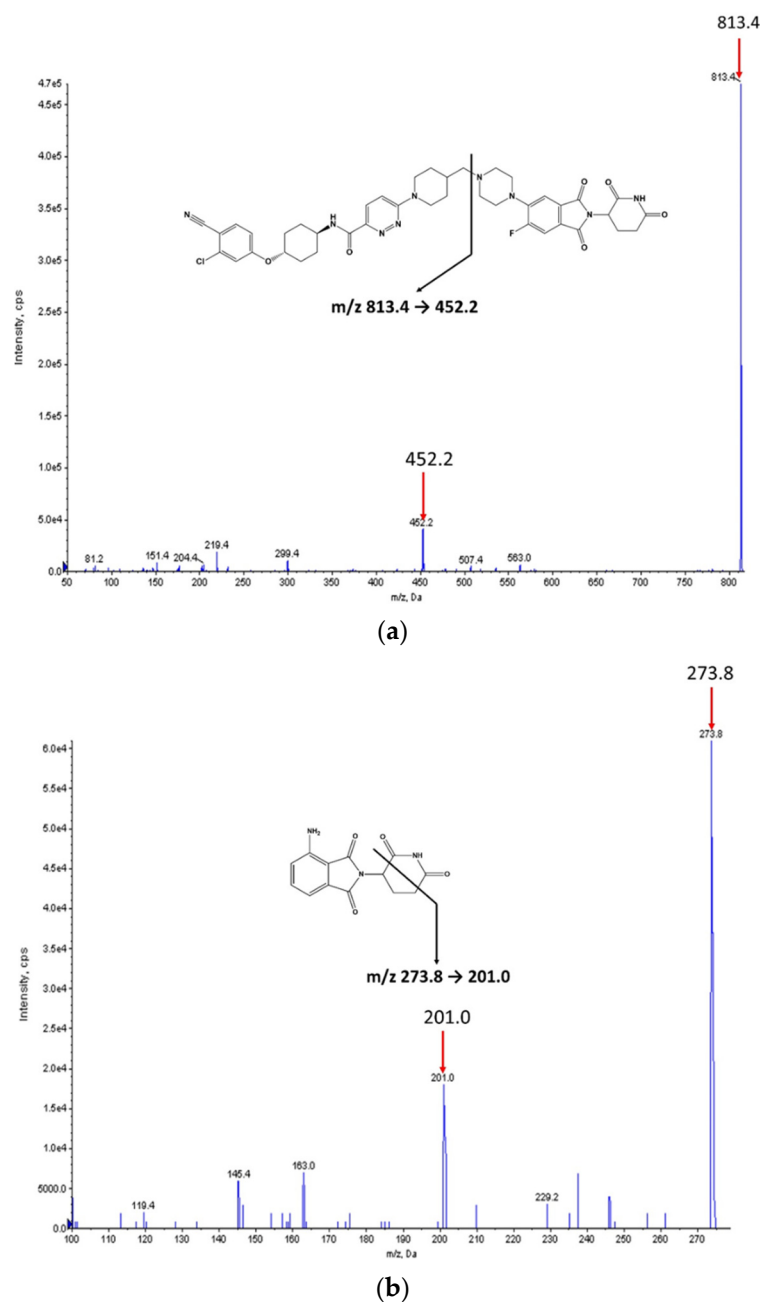 813.4
4.7e5
813.4
4.5e5
4.0e5
3.5e5
3.0e5
2.5e5
2.0e5
1.5e5
1.0e5
5.0e4
0.0
Intensity, cps
N
Cl
O
H
N
O
N
N
N
N
N
F
O
O
N
O
NH
O
m/z 813.4 → 452.2
452.2
452.2
81.2
151.4
204.4
219.4
299.4
507.4
563.0
50 100 150 200 250 300 350 400 450 500 550 600 650 700 750 800
m/z, Da
(a)
273.8
273.8
6.0e4
5.5e4
5.0e4
4.5e4
4.0e4
3.5e4
3.0e4
2.5e4
2.0e4
1.5e4
1.0e4
5000.0
0.0
Intensity, cps
NH2
O
O
N
O
NH
O
m/z 273.8 → 201.0
201.0
201.0
119.4
145.4
163.0
229.2
100 110 120 130 140 150 160 170 180 190 200 210 220 230 240 250 260 270
m/z, Da
(b)